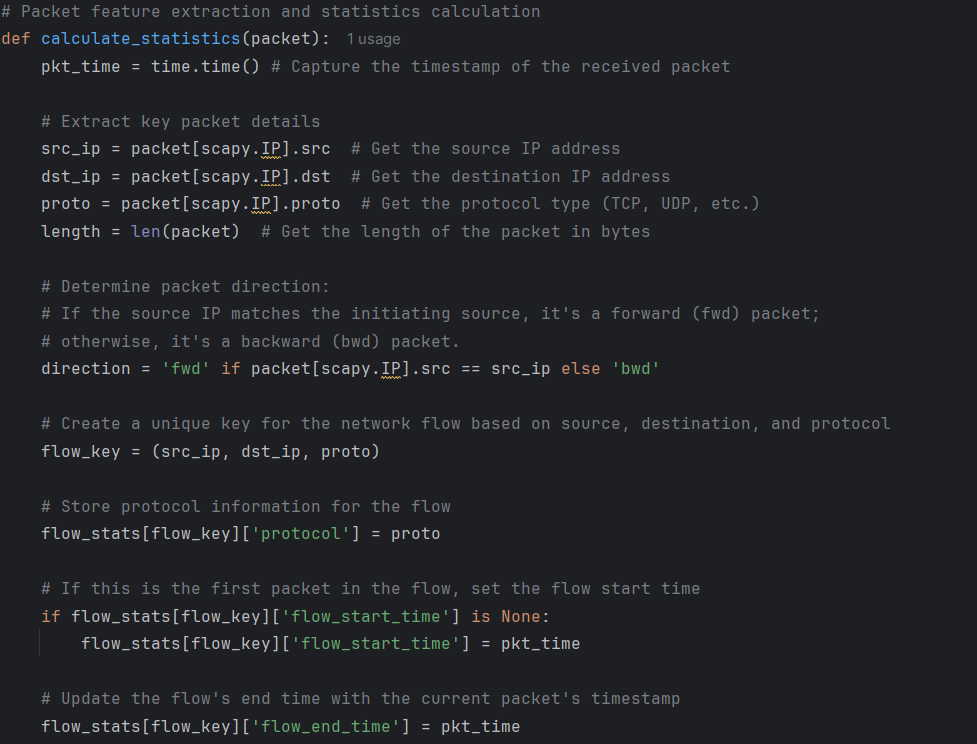 # Packet feature extraction and statistics calculation
def calculate_statistics(packet): 1 usage
    pkt_time = time.time() # Capture the timestamp of the received packet

    # Extract key packet details
    src_ip = packet[scapy.IP].src  # Get the source IP address
    dst_ip = packet[scapy.IP].dst  # Get the destination IP address
    proto = packet[scapy.IP].proto  # Get the protocol type (TCP, UDP, etc.)
    length = len(packet)  # Get the length of the packet in bytes

    # Determine packet direction:
    # If the source IP matches the initiating source, it's a forward (fwd) packet;
    # otherwise, it's a backward (bwd) packet.
    direction = 'fwd' if packet[scapy.IP].src == src_ip else 'bwd'

    # Create a unique key for the network flow based on source, destination, and protocol
    flow_key = (src_ip, dst_ip, proto)

    # Store protocol information for the flow
    flow_stats[flow_key]['protocol'] = proto

    # If this is the first packet in the flow, set the flow start time
    if flow_stats[flow_key]['flow_start_time'] is None:
        flow_stats[flow_key]['flow_start_time'] = pkt_time

    # Update the flow's end time with the current packet's timestamp
    flow_stats[flow_key]['flow_end_time'] = pkt_time